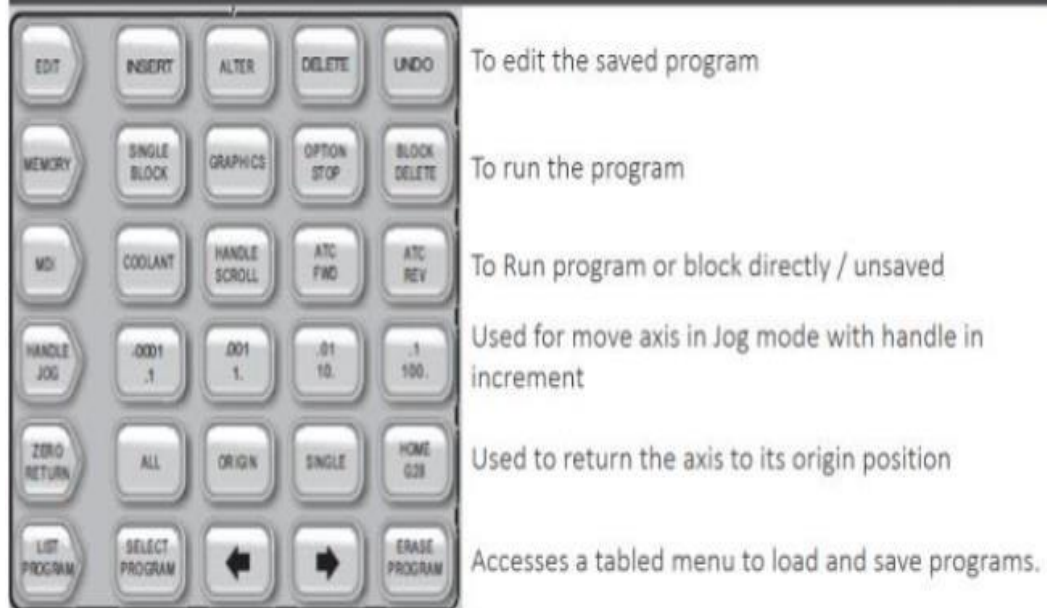 EDIT INSERT ALTER DELETE UNDO To edit the saved program
MEMORY SINGLE BLOCK GRAPHICS OPTION STOP BLOCK DELETE To run the program
MDI COOLANT HANDLE SCROLL ATC FWD ATC REV To Run program or block directly / unsaved
HANDLE JOG .0001 .1 .001 1. .01 10. .1 100. Used for move axis in Jog mode with handle in
increment
ZERO RETURN ALL ORIGIN SINGLE HOME G28 Used to return the axis to its origin position
LIST PROGRAM SELECT PROGRAM ERASE PROGRAM Accesses a tabled menu to load and save programs.